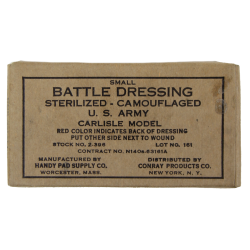 SMALL
BATTLE DRESSING
STERILIZED - CAMOUFLAGED
U. S. ARMY
CARLISLE MODEL
RED COLOR INDICATES BACK OF DRESSING
PUT OTHER SIDE NEXT TO WOUND
STOCK NO. 2-396 LOT NO. 161
CONTRACT NO.
MANUFACTURED BY DISTRIBUTED BY
HANDY PAD SUPPLY CO. CONRAY PRODUCTS CO.
WORCESTER, MASS. NEW YORK, N. Y.